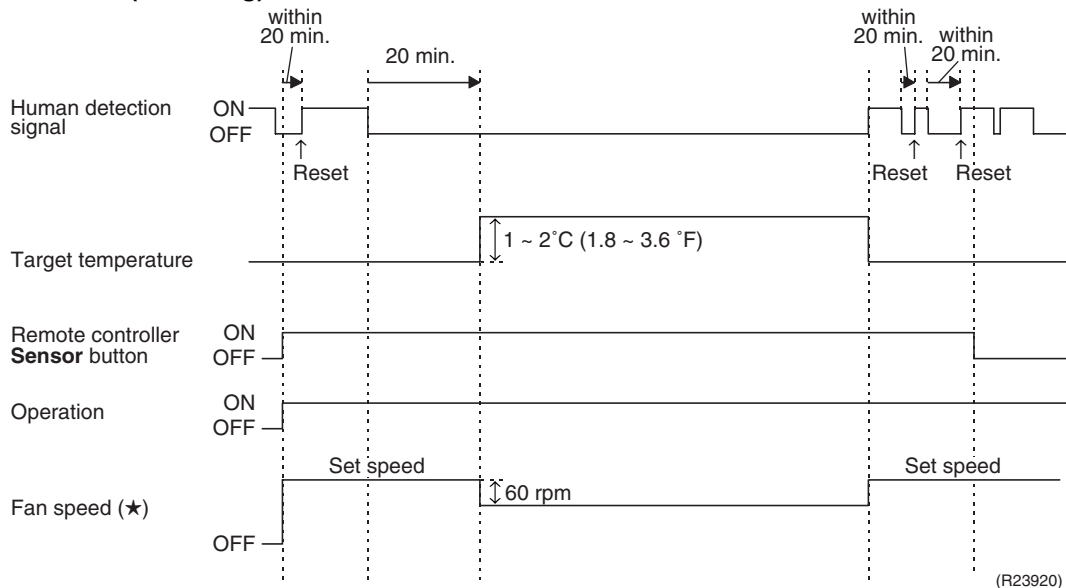 within
20 min.
20 min.
within
20 min.
within
20 min.
Human detection
signal
ON
OFF
Reset
Reset
Reset
1 ~ 2˚C (1.8 ~ 3.6 ˚F)
Target temperature
Remote controller
Sensor button
ON
OFF
Operation
ON
OFF
Set speed
Set speed
60 rpm
Fan speed (★)
OFF
(R23920)